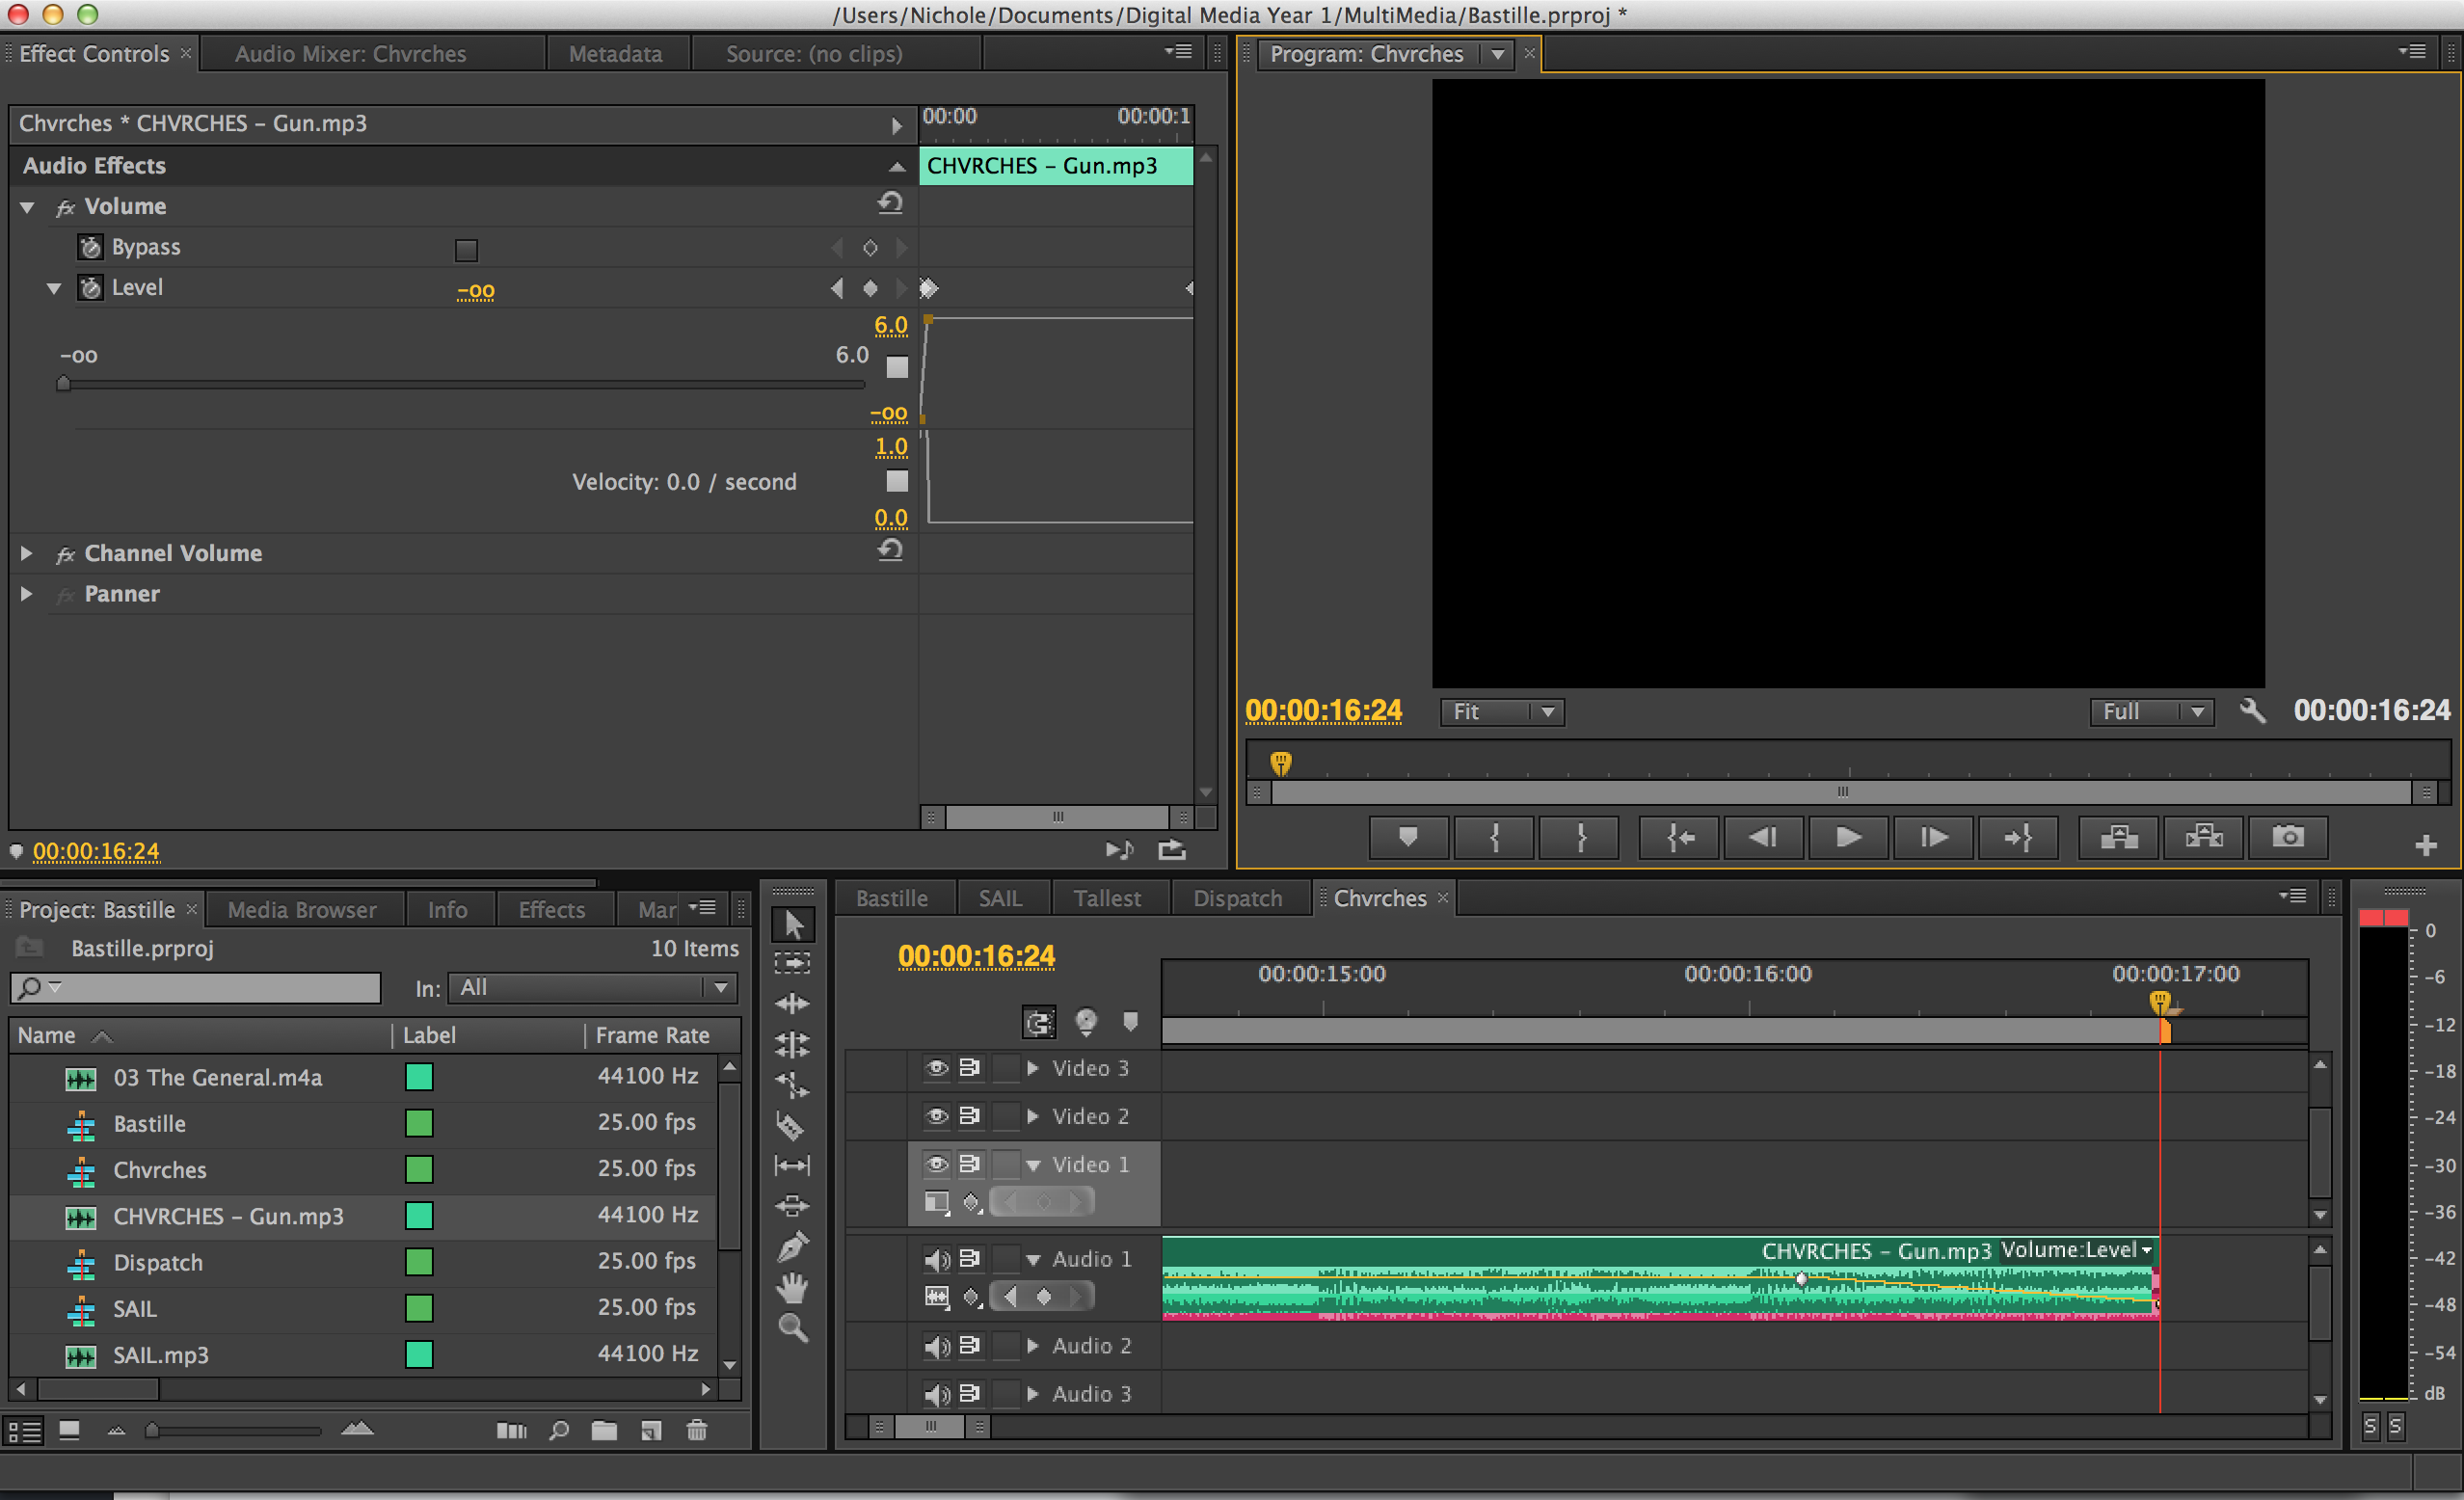 /Users/Nichole/Documents/Digital Media Year 1/MultiMedia/Bastille.prproj *
Effect Controls
Audio Mixer: Chvrches
Metadata
Source: (no clips)
Program: Chvrches
Chvrches * CHVRCHES – Gun.mp3
00:00
00:00:1
Audio Effects
CHVRCHES – Gun.mp3
fx Volume
Bypass
Level
-oo
6.0
-oo
6.0
-oo
1.0
Velocity: 0.0 / second
0.0
fx Channel Volume
fx Panner
00:00:16:24
00:00:16:24
Fit
Full
00:00:16:24
Project: Bastille
Media Browser
Info
Effects
Mar
Bastille.prproj
10 Items
In: All
Name
Label
Frame Rate
03 The General.m4a
44100 Hz
Bastille
25.00 fps
Chvrches
25.00 fps
CHVRCHES – Gun.mp3
44100 Hz
Dispatch
25.00 fps
SAIL
25.00 fps
SAIL.mp3
44100 Hz
Bastille
SAIL
Tallest
Dispatch
Chvrches
00:00:16:24
00:00:15:00
00:00:16:00
00:00:17:00
Video 3
Video 2
Video 1
Audio 1
CHVRCHES – Gun.mp3 Volume:Level
Audio 2
Audio 3
0
-6
-12
-18
-24
-30
-36
-42
-48
-54
dB
S S